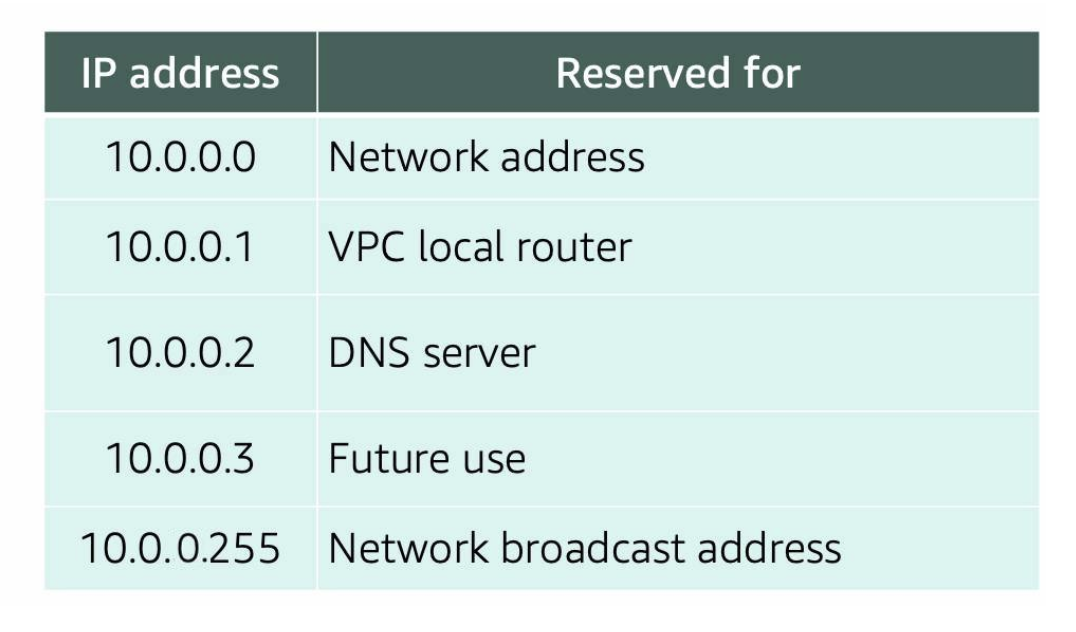 IP address Reserved for
10.0.0.0 Network address
10.0.0.1 VPC local router
10.0.0.2 DNS server
10.0.0.3 Future use
10.0.0.255 Network broadcast address